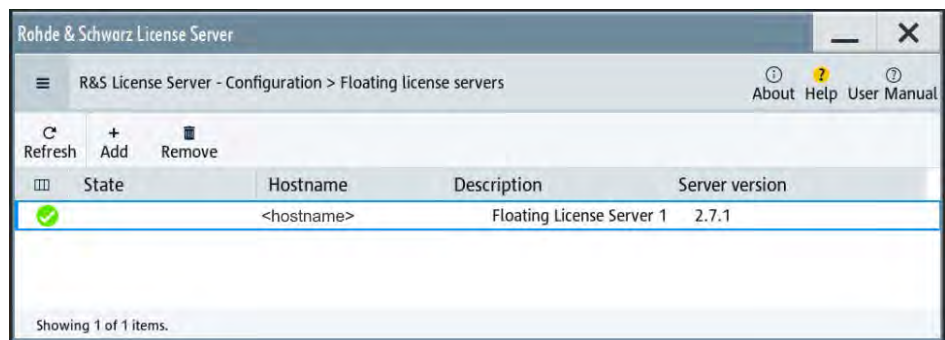 Rohde & Schwarz License Server
R&S License Server - Configuration > Floating license servers
About Help User Manual
Refresh Add Remove
State Hostname Description Server version
<hostname> Floating License Server 1 2.7.1
Showing 1 of 1 items.